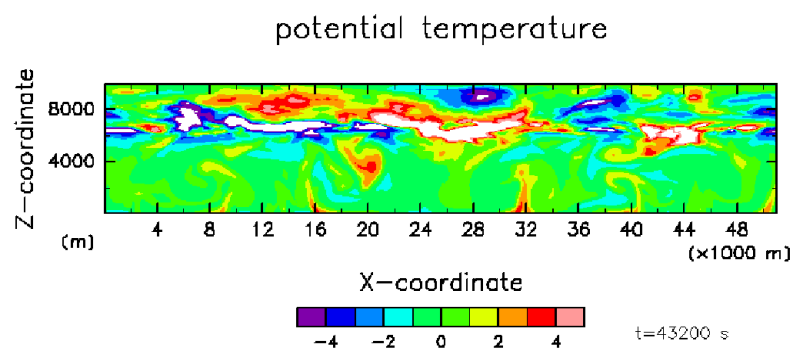 potential temperature
Z-coordinate
8000
4000
(m)
4 8 12 16 20 24 28 32 36 40 44 48
(×1000 m)
X-coordinate
-4 -2 0 2 4
t=43200 s